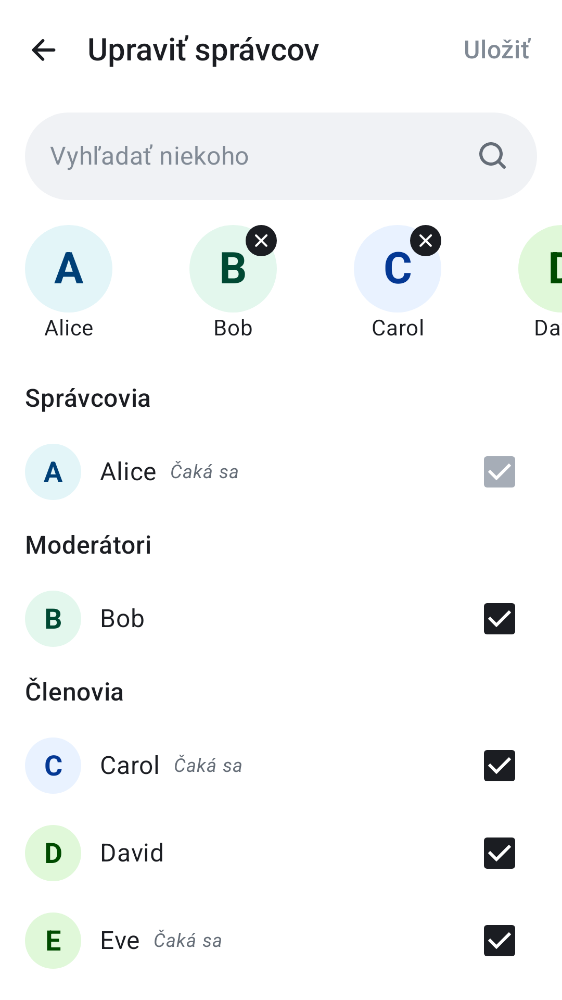 Upraviť správcov
Uložiť
Vyhľadať niekoho
A
B
C
D
Alice
Bob
Carol
Da
Správcovia
A Alice Čaká sa
Moderátori
B Bob
Členovia
C Carol Čaká sa
D David
E Eve Čaká sa